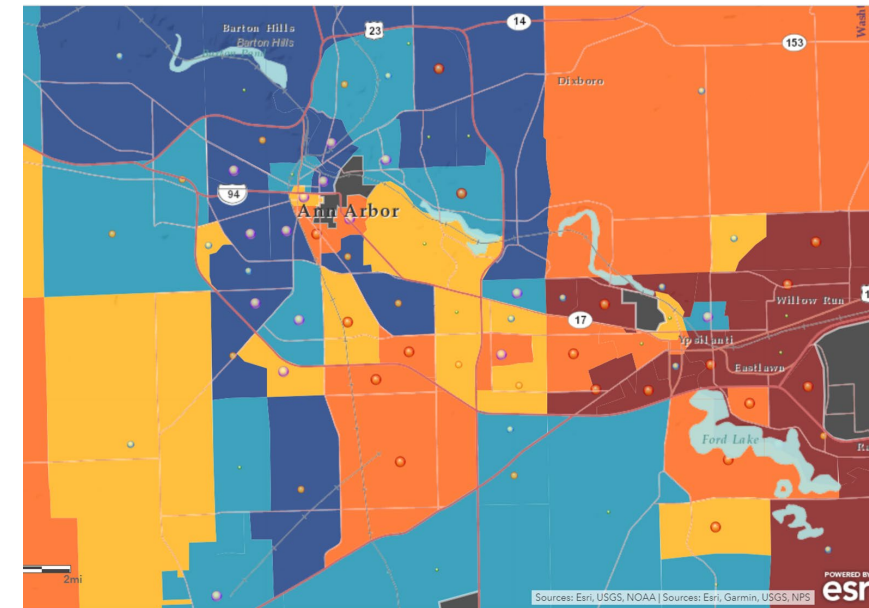 Barton Hills
Barton Hills
23
14
153
Dixboro
94
Ann Arbor
Willow Run
17
Ypsilanti
Eastlawn
Ford Lake
2mi
Sources: Esri, USGS, NOAA | Sources: Esri, Garmin, USGS, NPS
POWERED BY
esri